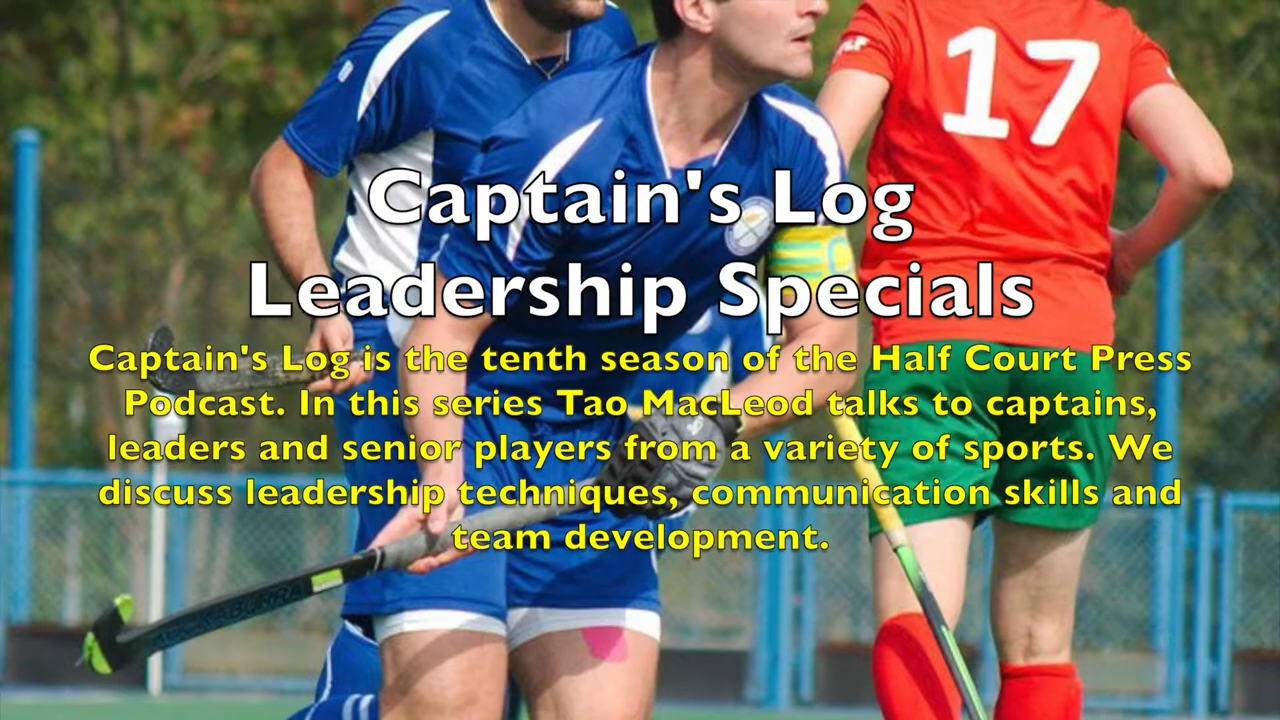 17
Captain's Log
Leadership Specials
Captain's Log is the tenth season of the Half Court Press
Podcast. In this series Tao MacLeod talks to captains,
leaders and senior players from a variety of sports. We
discuss leadership techniques, communication skills and
team development.